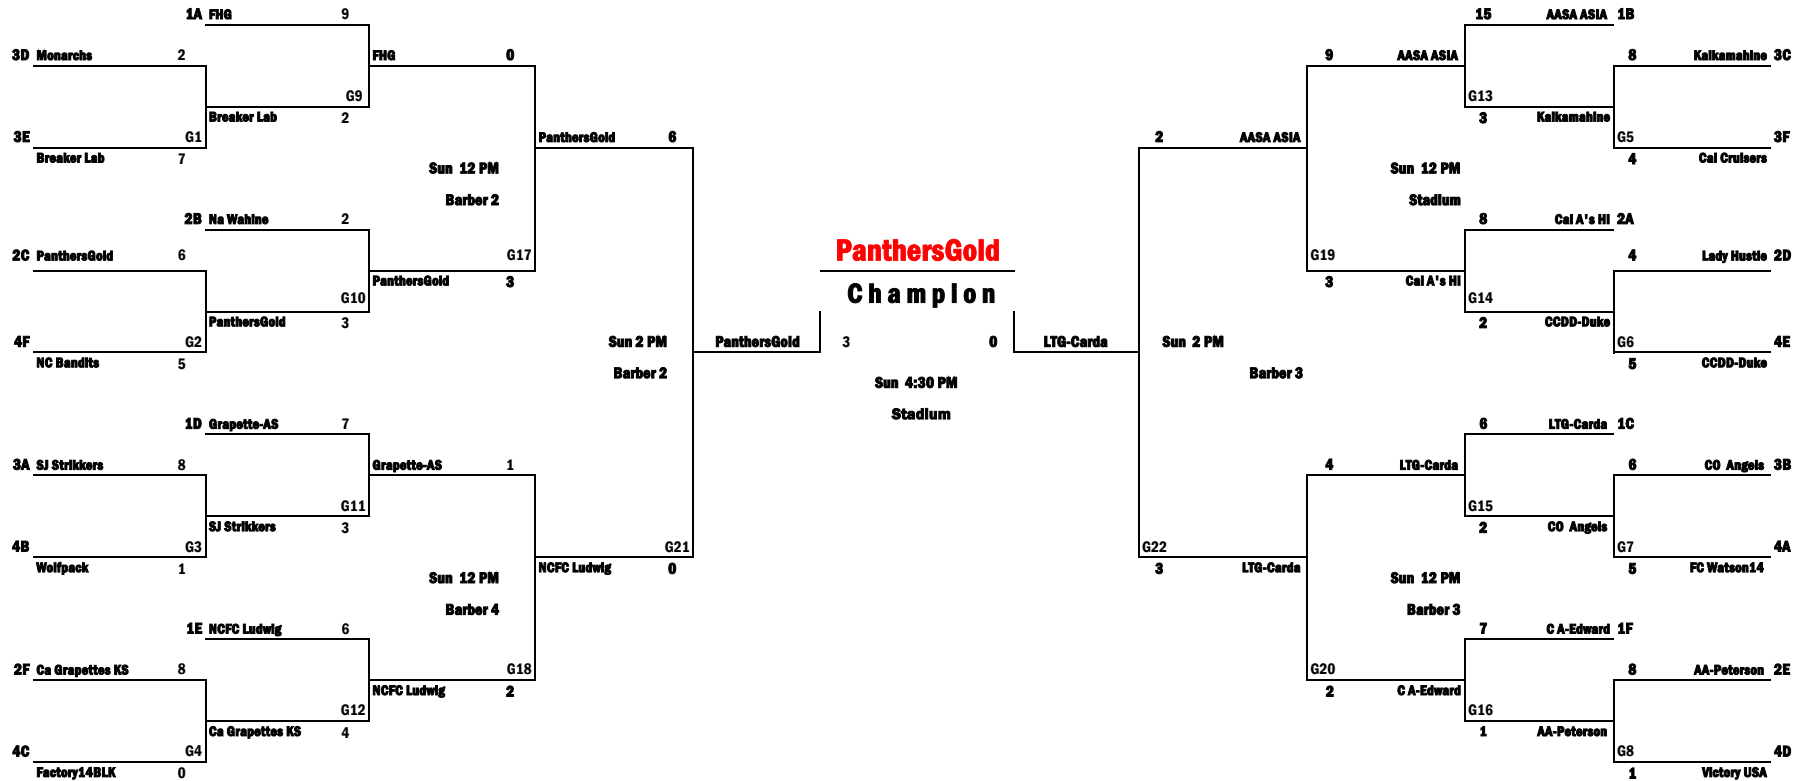 1A FHG 9
3D Monarchs 2
FHG 0
G9
Breaker Lab 2
3E G1
Breaker Lab 7
PanthersGold 6
Sun 12 PM
Barber 2
2B Na Wahine 2
2C PanthersGold 6
G17
PanthersGold 3
G10
PanthersGold 3
4F G2
NC Bandits 5
Sun 2 PM
Barber 2
1D Grapette-AS 7
3A SJ Strikkers 8
Grapette-AS 1
G11
SJ Strikkers 3
4B G3
Wolfpack 1
G21
NCFC Ludwig 0
Sun 12 PM
Barber 4
1E NCFC Ludwig 6
2F Ca Grapettes KS 8
G18
NCFC Ludwig 2
G12
Ca Grapettes KS 4
4C G4
Factory14BLK 0
PanthersGold
Champion
PanthersGold 3
0 LTG-Carda
Sun 4:30 PM
Stadium
15 AASA ASIA 1B
9 AASA ASIA
8 Kaikamahine 3C
G13
3 Kaikamahine
G5 3F
4 Cal Cruisers
2 AASA ASIA
Sun 12 PM
Stadium
8 Cal A's HI 2A
4 Lady Hustle 2D
G19
3 Cal A's HI
G14
2 CCDD-Duke
G6 4E
5 CCDD-Duke
Sun 2 PM
Barber 3
6 LTG-Carda 1C
4 LTG-Carda
6 CO Angels 3B
G15
2 CO Angels
G7 4A
5 FC Watson14
G22
3 LTG-Carda
Sun 12 PM
Barber 3
7 C A-Edward 1F
8 AA-Peterson 2E
G20
2 C A-Edward
G16
1 AA-Peterson
G8 4D
1 Victory USA